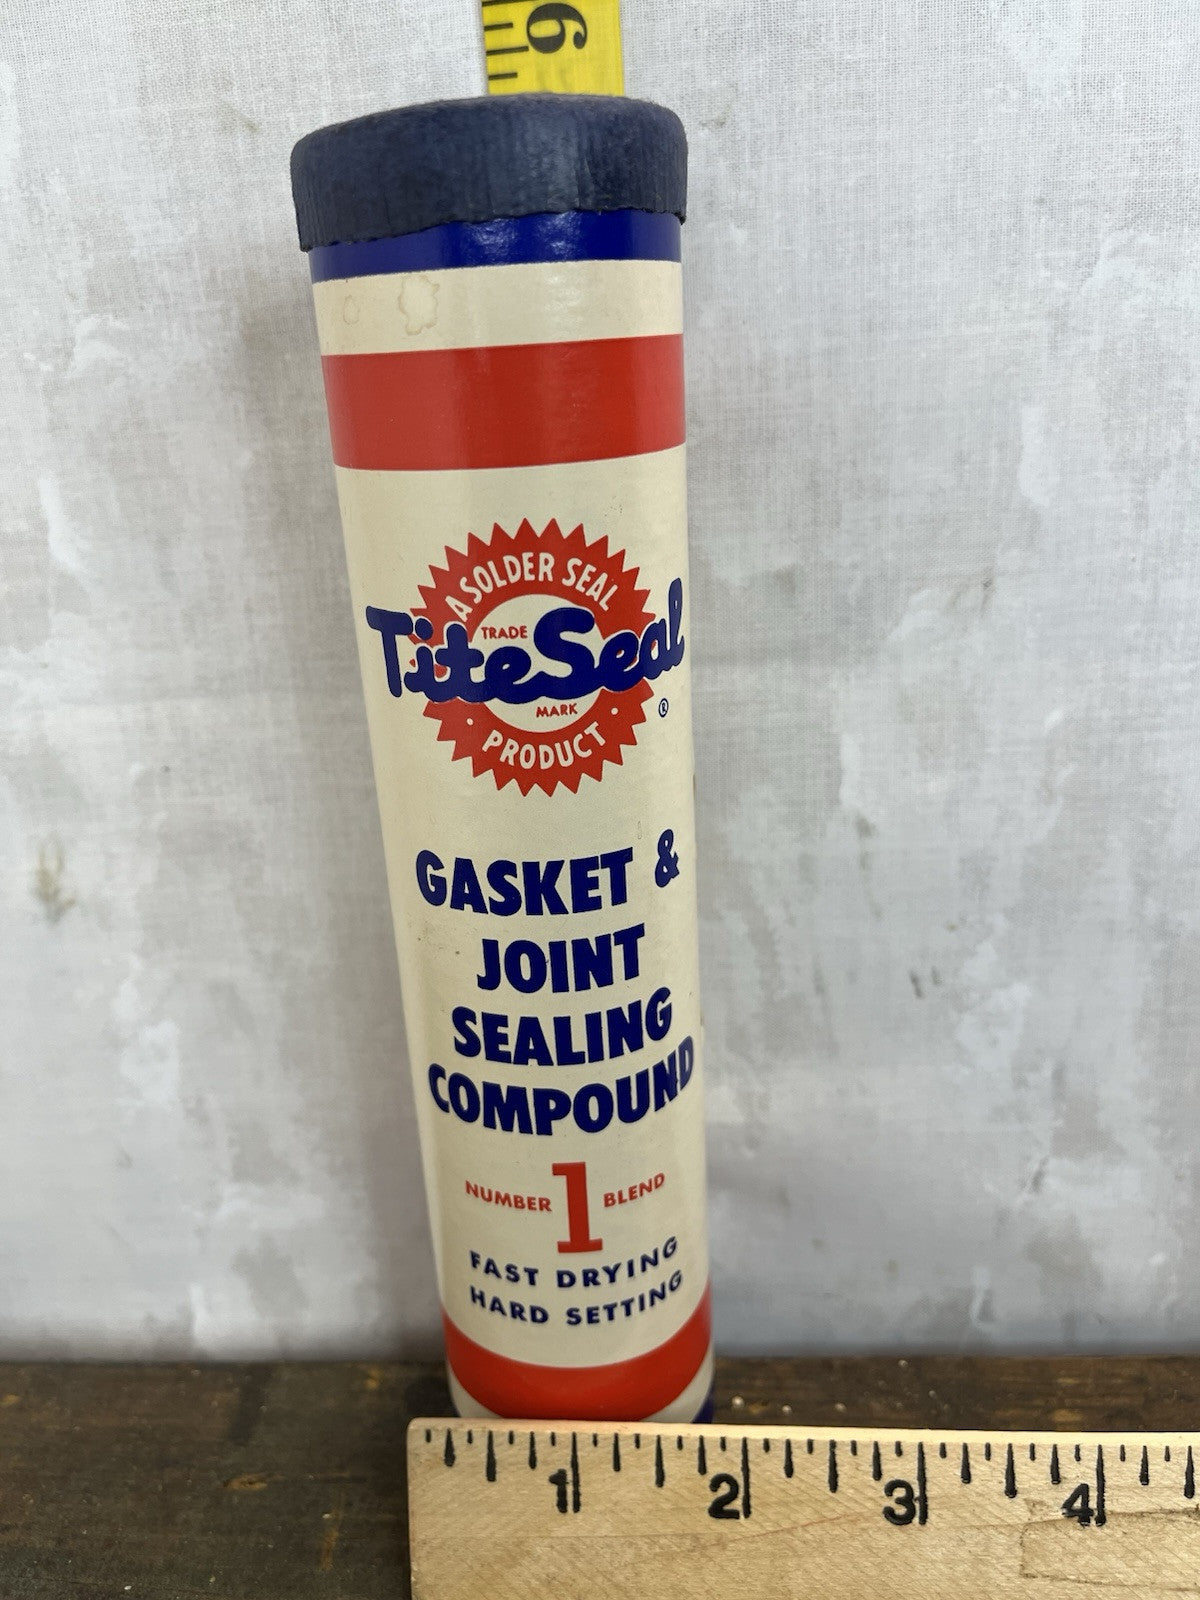 6
A SOLDER SEAL
TRADE
TiteSeal
MARK
®
PRODUCT
GASKET &
JOINT
SEALING
COMPOUND
NUMBER 1 BLEND
FAST DRYING
HARD SETTING
1 2 3 4